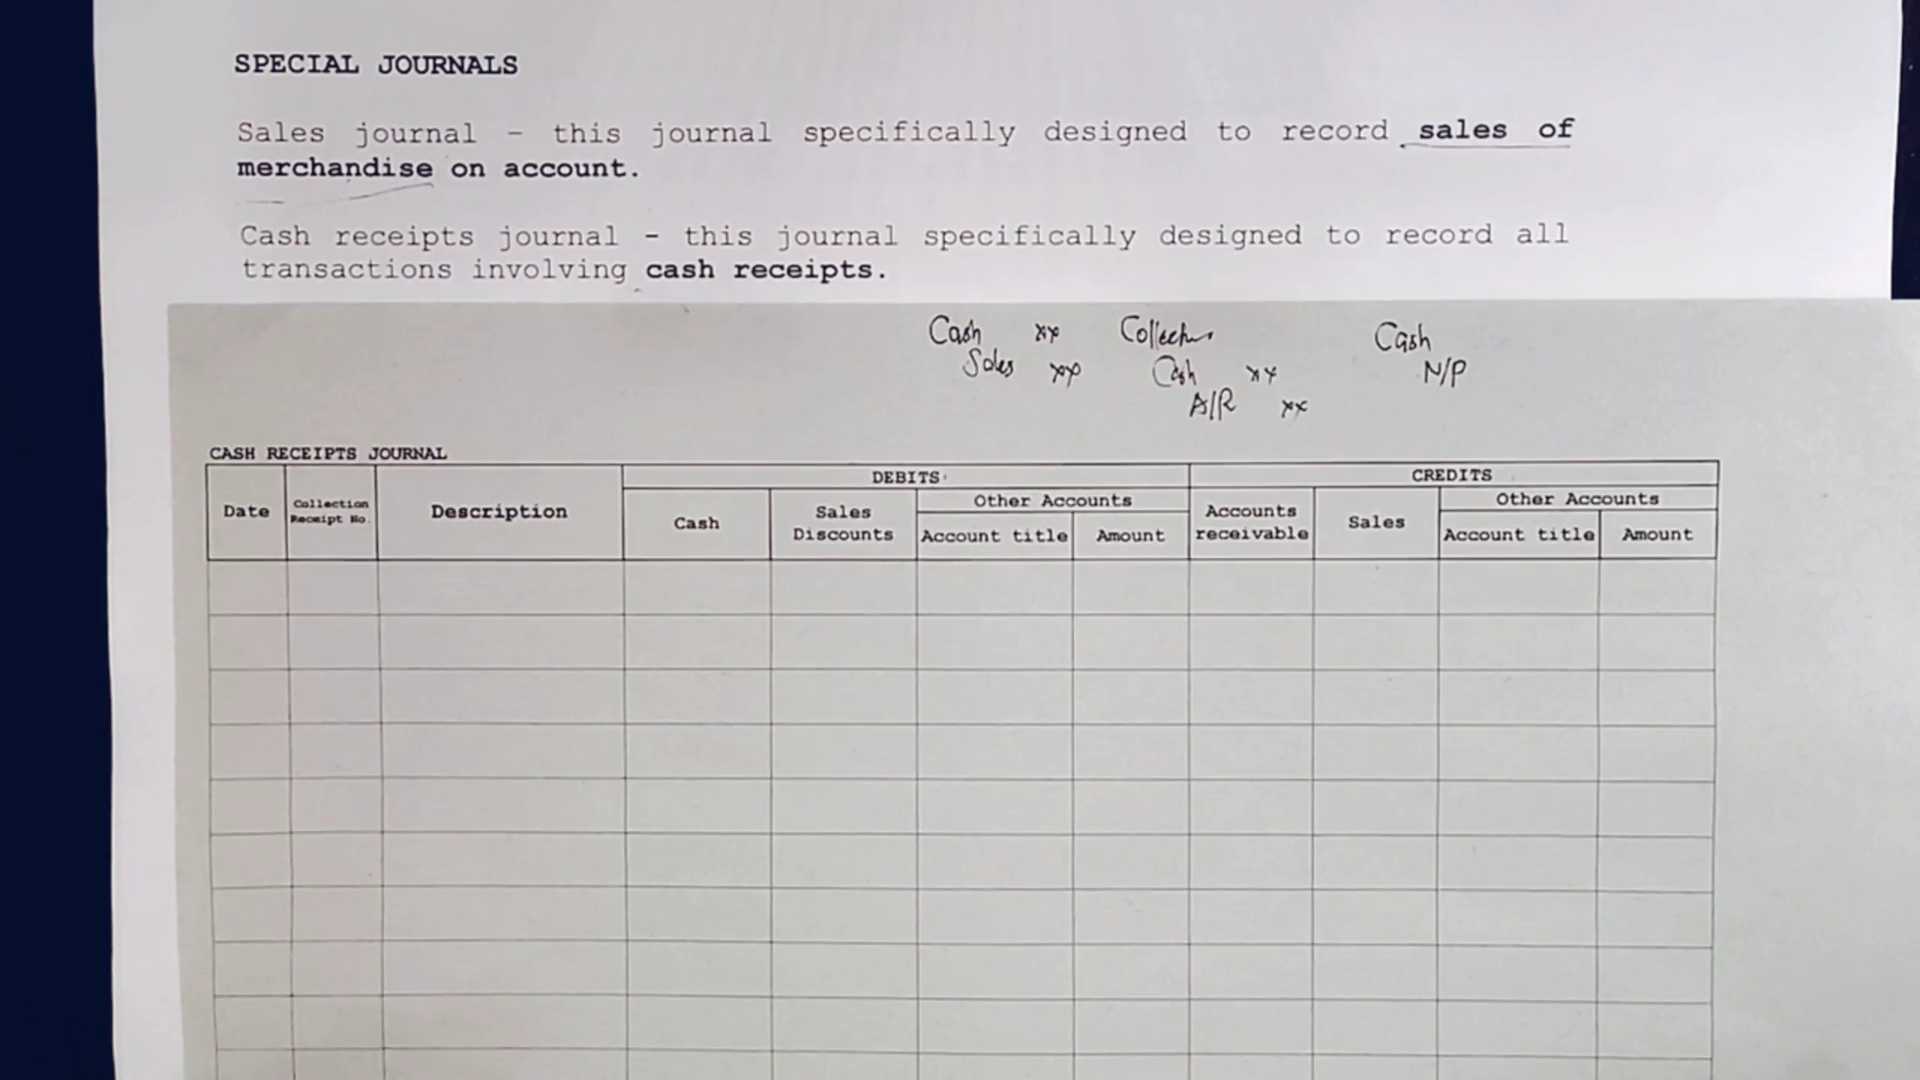 SPECIAL JOURNALS
Sales journal – this journal specifically designed to record sales of
merchandise on account.
Cash receipts journal – this journal specifically designed to record all
transactions involving cash receipts.
Cash xx
Sales xx
Collection
Cash xx
A/R xx
Cash
N/P
CASH RECEIPTS JOURNAL
Date
Collection
Receipt No.
Description
DEBITS
Cash
Sales
Discounts
Other Accounts
Account title
Amount
CREDITS
Accounts
receivable
Sales
Other Accounts
Account title
Amount